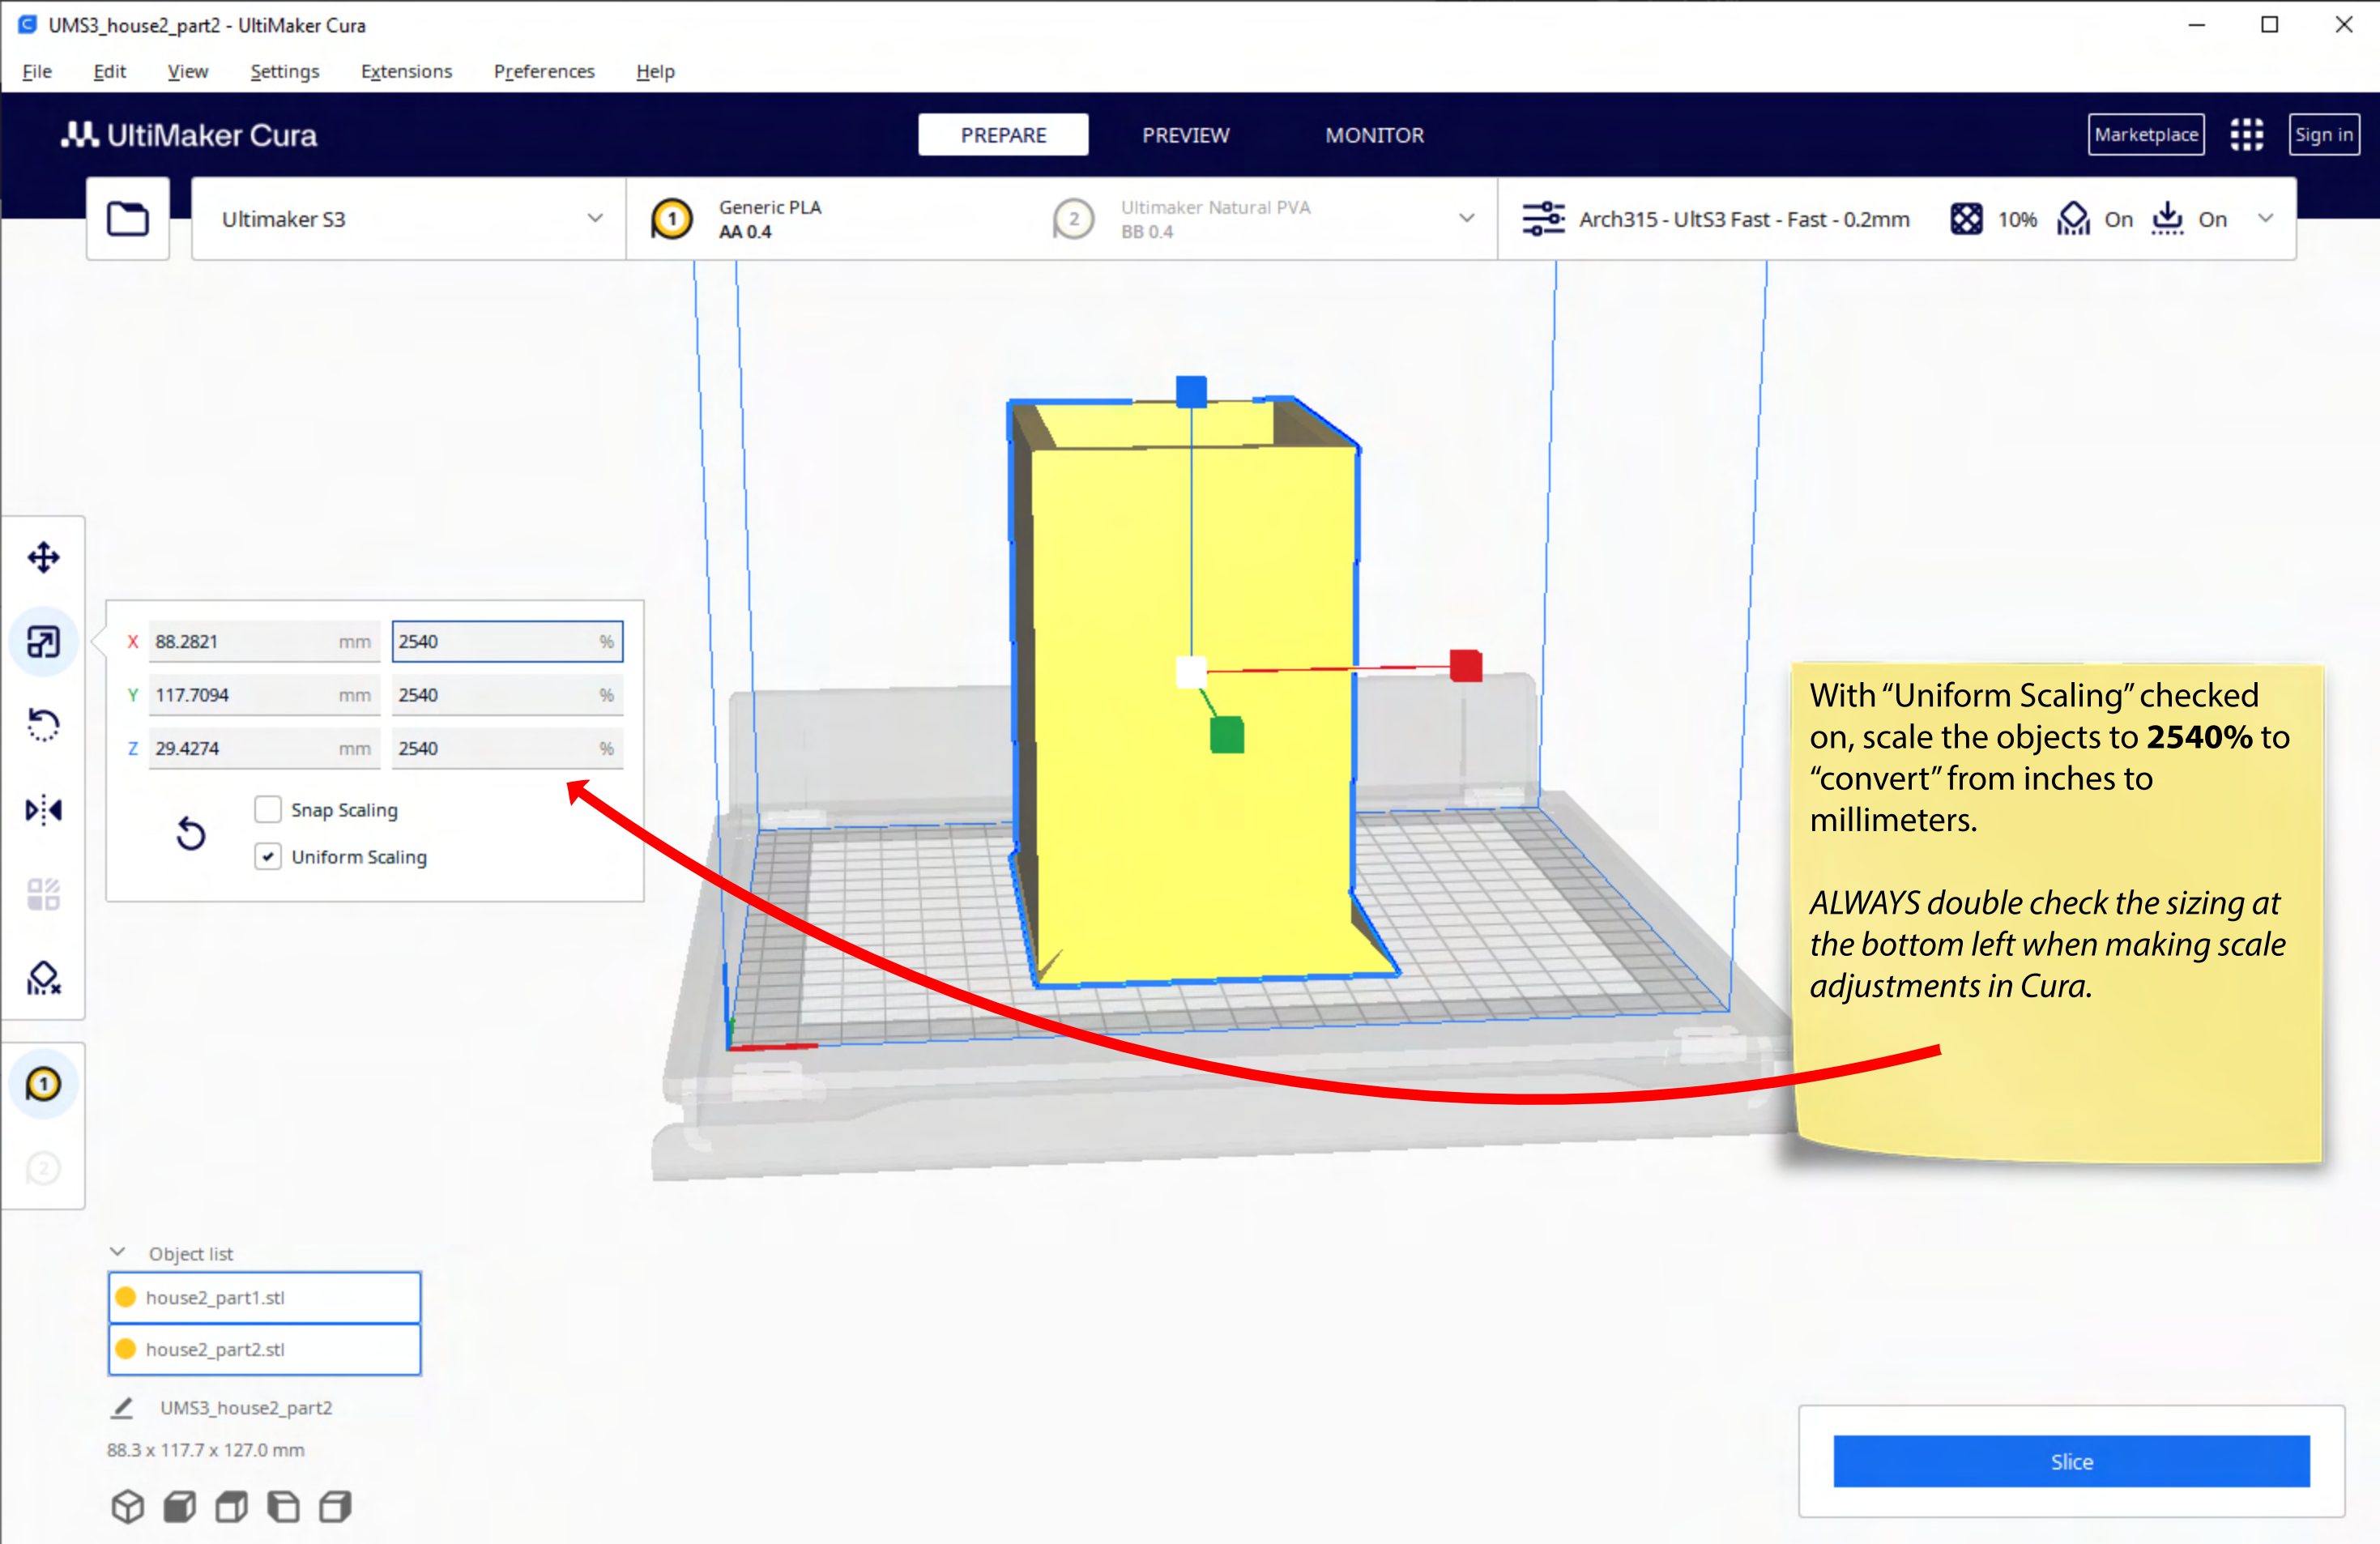 UMS3_house2_part2 - UltiMaker Cura
File Edit View Settings Extensions Preferences Help
UltiMaker Cura
PREPARE PREVIEW MONITOR
Marketplace
Sign in
Ultimaker S3
1
Generic PLA
AA 0.4
2
Ultimaker Natural PVA
BB 0.4
Arch315 - UltS3 Fast - Fast - 0.2mm
10%
On
On
X 88.2821 mm 2540 %
Y 117.7094 mm 2540 %
Z 29.4274 mm 2540 %
Snap Scaling
Uniform Scaling
With “Uniform Scaling” checked
on, scale the objects to 2540% to
“convert” from inches to
millimeters.
ALWAYS double check the sizing at
the bottom left when making scale
adjustments in Cura.
1
2
Object list
house2_part1.stl
house2_part2.stl
UMS3_house2_part2
88.3 x 117.7 x 127.0 mm
Slice